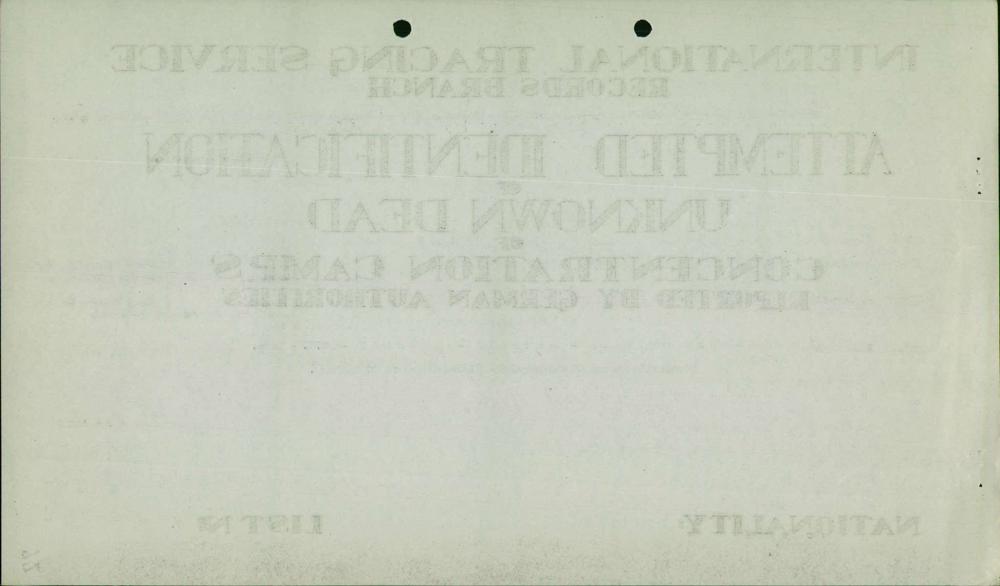 INTERNATIONAL TRACING SERVICE
RECORDS BRANCH
ATTEMPTED IDENTIFICATION
OF
UNKNOWN DEAD
OF
CONCENTRATION CAMPS
REPORTED BY GERMAN AUTHORITIES
NATIONALITY:
LIST Nº